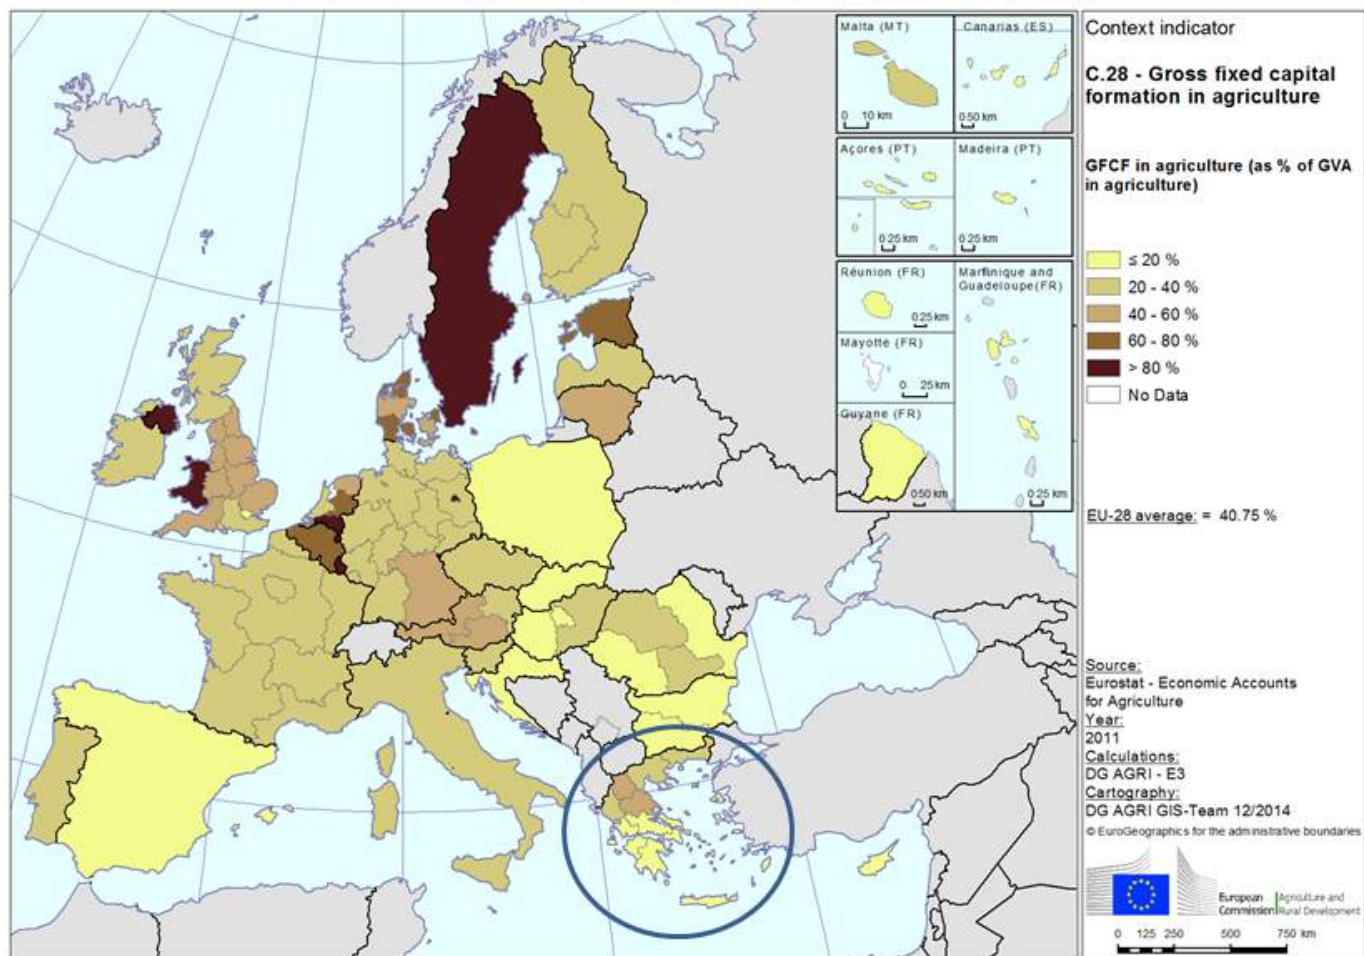 Malta (MT)
Canarias (ES)
0 10 km
0 50 km
Açores (PT)
Madeira (PT)
0 25 km
0 25 km
Réunion (FR)
Martinique and
Guadeloupe (FR)
0 25 km
Mayotte (FR)
0 25 km
Guyane (FR)
0 50 km
0 25 km
Context indicator
C.28 - Gross fixed capital
formation in agriculture
GFCF in agriculture (as % of GVA
in agriculture)
≤ 20 %
20 - 40 %
40 - 60 %
60 - 80 %
> 80 %
No Data
EU-28 average: = 40.75 %
Source:
Eurostat - Economic Accounts
for Agriculture
Year:
2011
Calculations:
DG AGRI - E3
Cartography:
DG AGRI GIS-Team 12/2014
© EuroGeographics for the administrative boundaries
European
Commission
Agriculture and
Rural Development
0 125 250 500 750 km